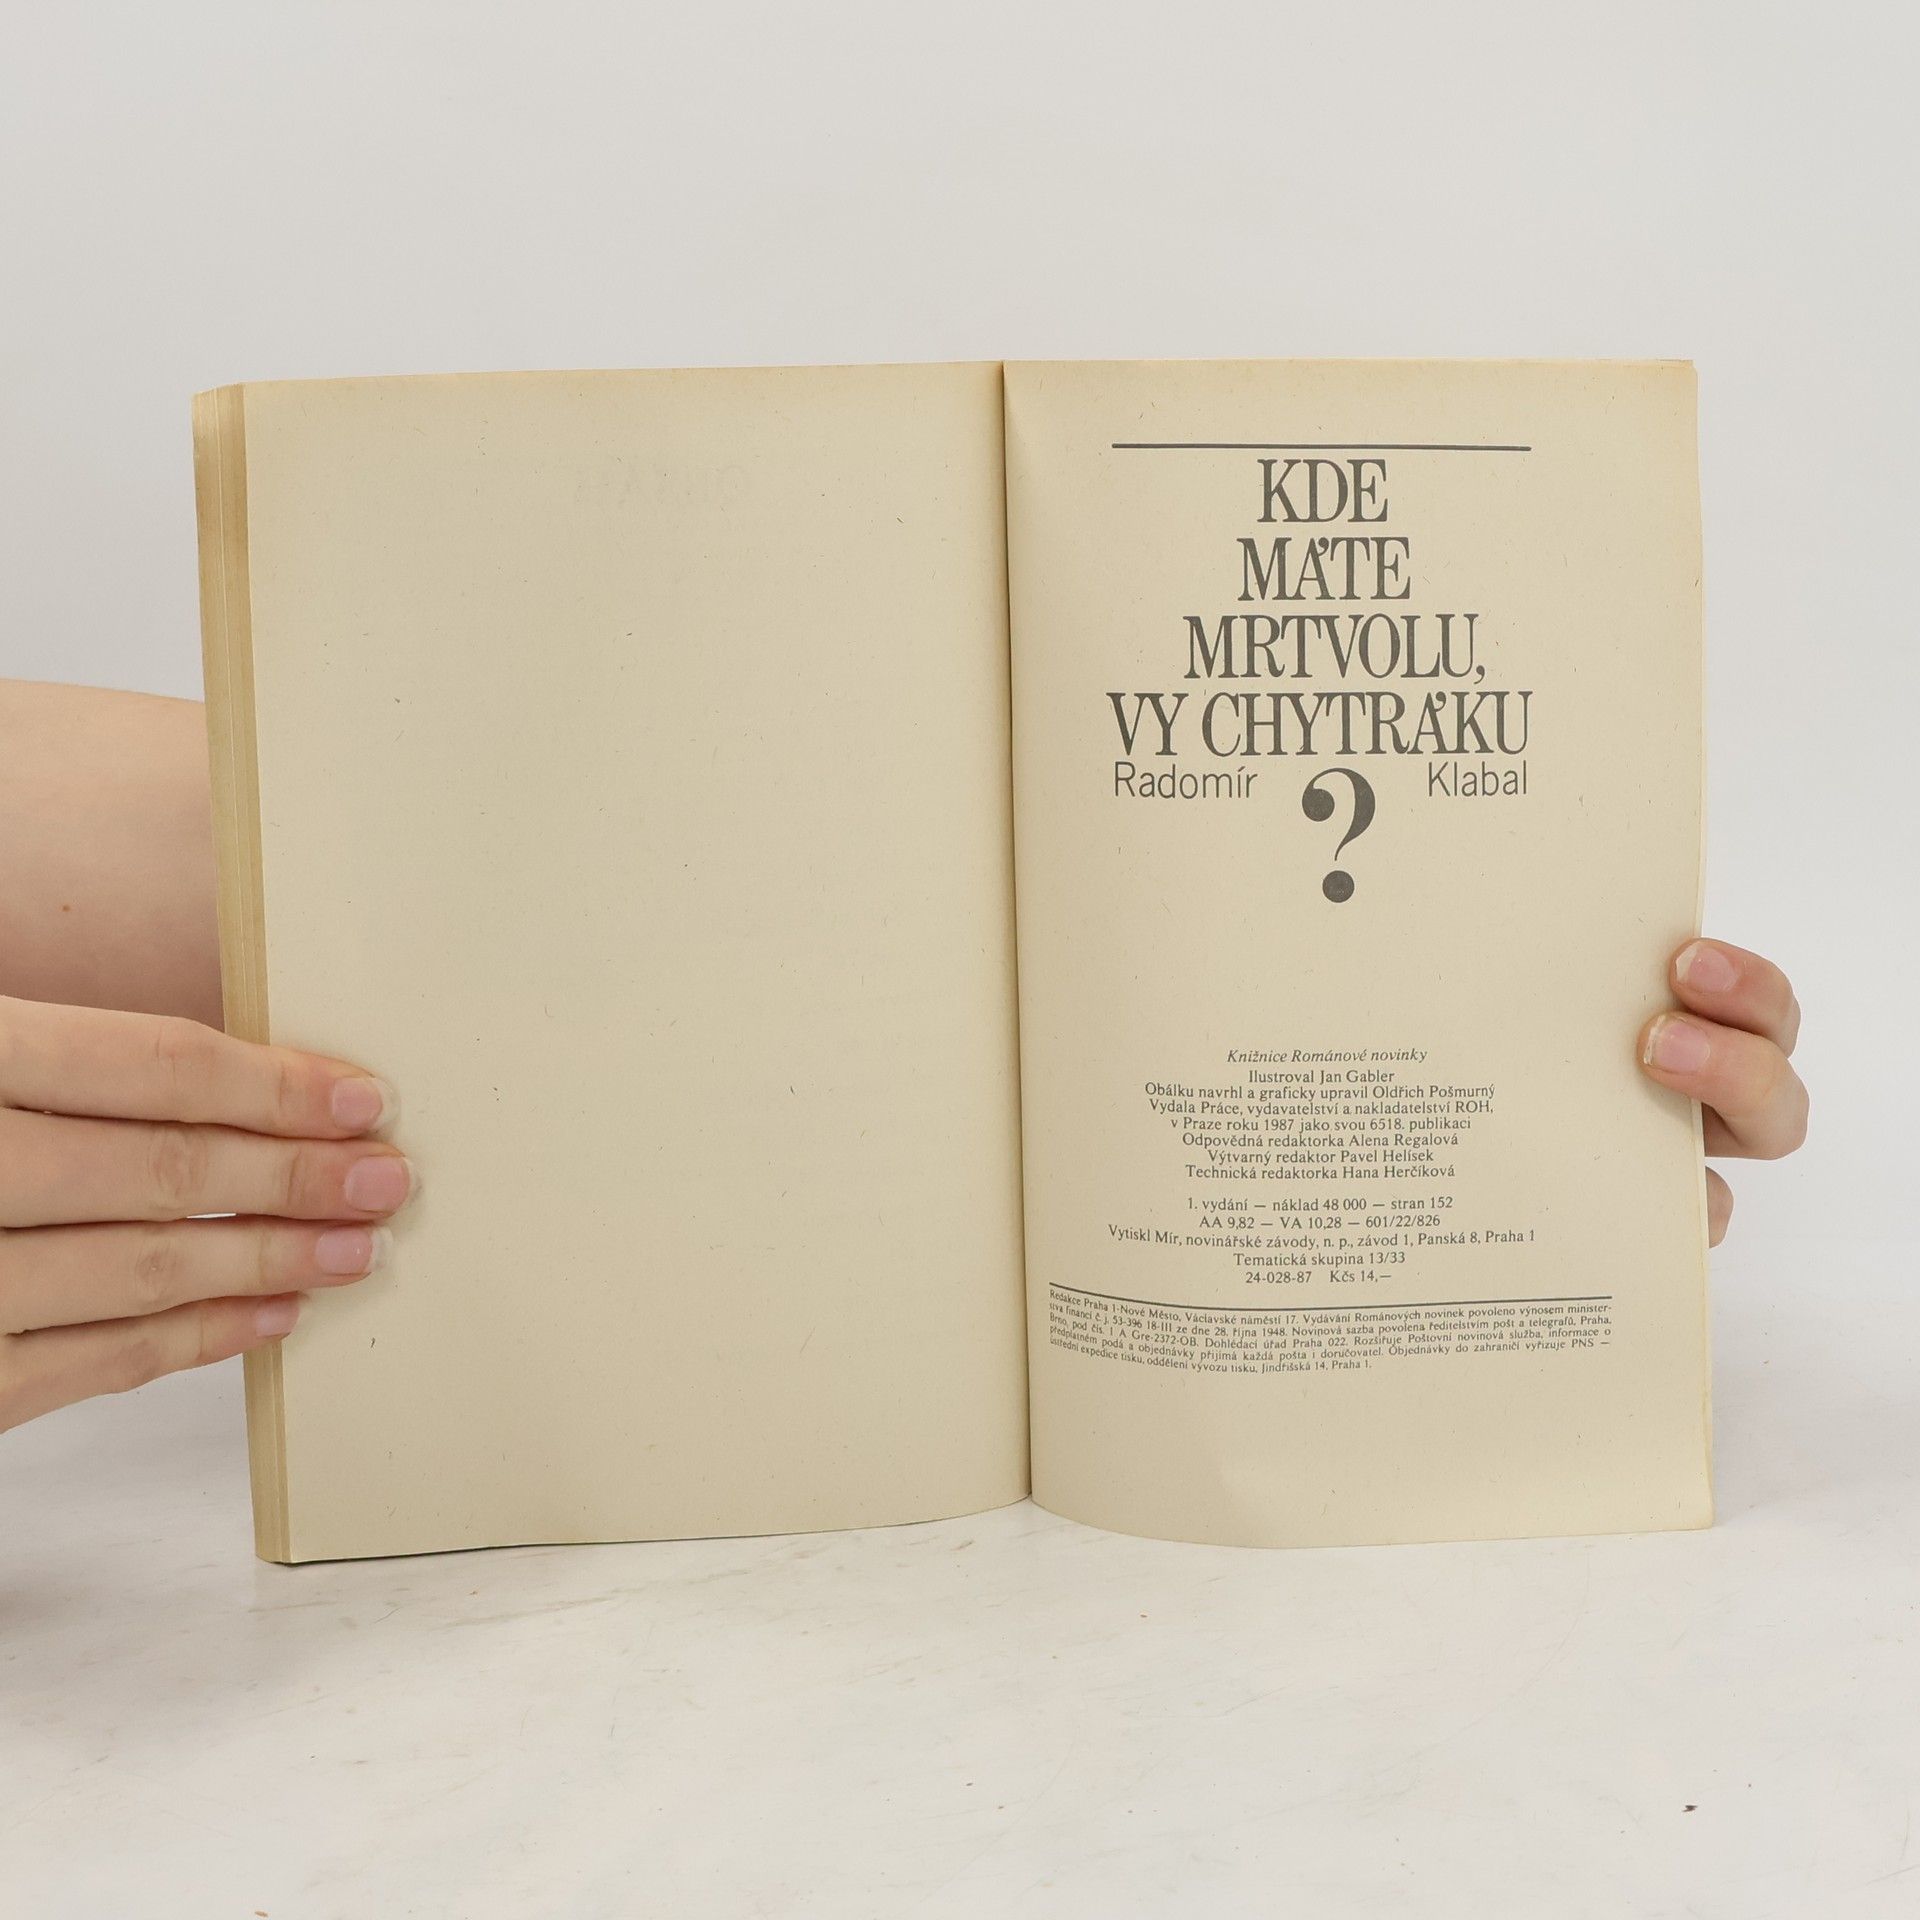 KDE
MÁTE
MRTVOLU,
VY CHYTRÁKU
Radomír ? Klabal
Knižnice Románové novinky
Ilustroval Jan Gabler
Obálku navrhl a graficky upravil Oldřich Pošmurný
Vydala Práce, vydavatelství a nakladatelství ROH,
v Praze roku 1987 jako svou 6518. publikaci
Odpovědná redaktorka Alena Regalová
Výtvarný redaktor Pavel Helísek
Technická redaktorka Hana Herčíková
1. vydání — náklad 48 000 — stran 152
AA 9,82 — VA 10,28 — 601/22/826
Vytiskl Mír, novinářské závody, n. p., závod 1, Panská 8, Praha 1
Tematická skupina 13/33
24-028-87 Kčs 14,—
Redakce Praha 1-Nové Město, Václavské náměstí 17. Vydávání Románových novinek povoleno výnosem minister-
stva financí č. j. 53-396 18-III ze dne 28. října 1948. Novinová sazba povolena ředitelstvím pošt a telegrafů, Praha,
Brno, pod čís. 1 A Gre-2372-OB. Dohlédací úřad Praha 022. Rozšiřuje Poštovní novinová služba, informace o
předplatném podá a objednávky přijímá každá pošta i doručovatel. Objednávky do zahraničí vyřizuje PNS —
ústřední expedice tisku, oddělení vývozu tisku, Jindřišská 14, Praha 1.